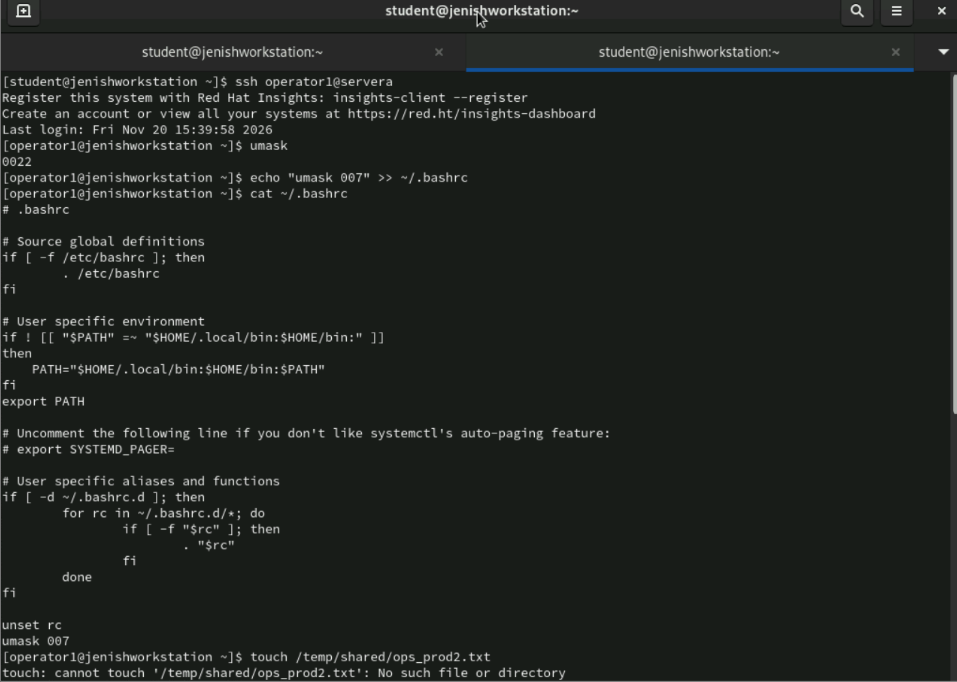 student@jenishworkstation:~
student@jenishworkstation:~
student@jenishworkstation:~
[student@jenishworkstation ~]$ ssh operator1@servera
Register this system with Red Hat Insights: insights-client --register
Create an account or view all your systems at https://red.ht/insights-dashboard
Last login: Fri Nov 20 15:39:58 2026
[operator1@jenishworkstation ~]$ umask
0022
[operator1@jenishworkstation ~]$ echo "umask 007" >> ~/.bashrc
[operator1@jenishworkstation ~]$ cat ~/.bashrc
# .bashrc

# Source global definitions
if [ -f /etc/bashrc ]; then
        . /etc/bashrc
fi

# User specific environment
if ! [[ "$PATH" =~ "$HOME/.local/bin:$HOME/bin:" ]]
then
    PATH="$HOME/.local/bin:$HOME/bin:$PATH"
fi
export PATH

# Uncomment the following line if you don't like systemctl's auto-paging feature:
# export SYSTEMD_PAGER=

# User specific aliases and functions
if [ -d ~/.bashrc.d ]; then
        for rc in ~/.bashrc.d/*; do
                if [ -f "$rc" ]; then
                        . "$rc"
                fi
        done
fi

unset rc
umask 007
[operator1@jenishworkstation ~]$ touch /temp/shared/ops_prod2.txt
touch: cannot touch '/temp/shared/ops_prod2.txt': No such file or directory